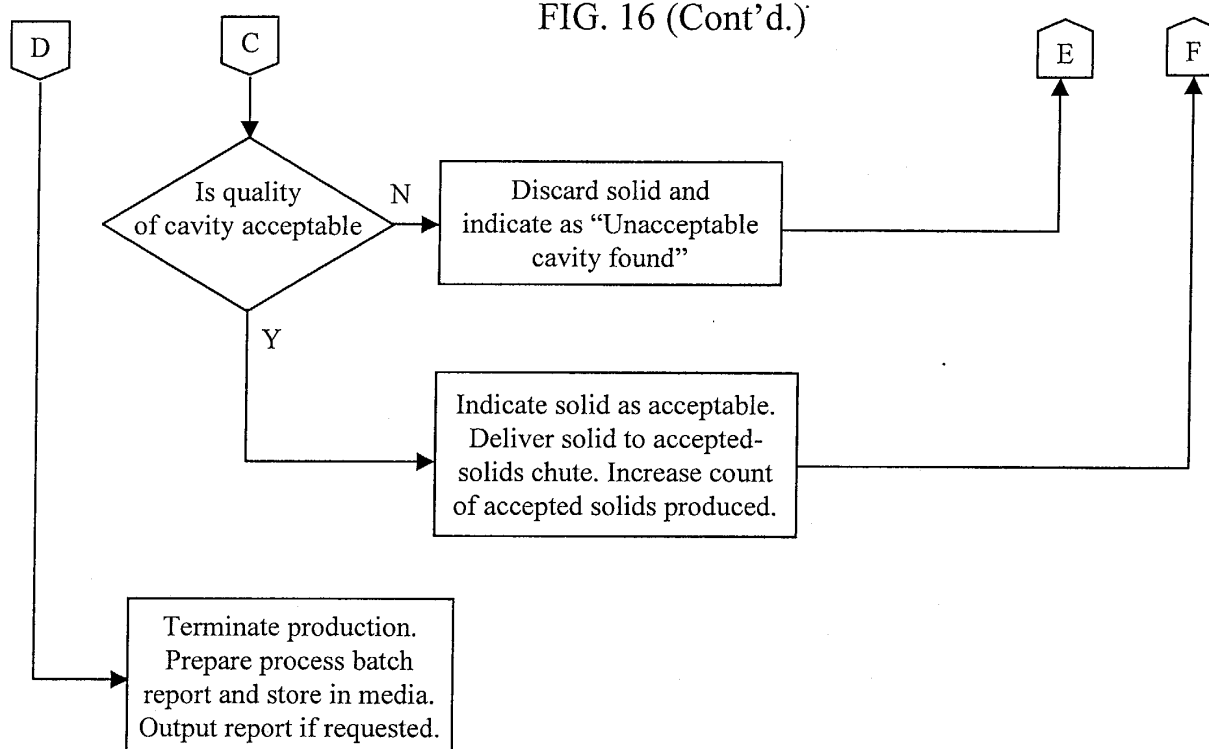 FIG. 16 (Cont'd.)
D
C
E
F
Is quality
of cavity acceptable
N
Discard solid and
indicate as “Unacceptable
cavity found”
Y
Indicate solid as acceptable.
Deliver solid to accepted-
solids chute. Increase count
of accepted solids produced.
Terminate production.
Prepare process batch
report and store in media.
Output report if requested.